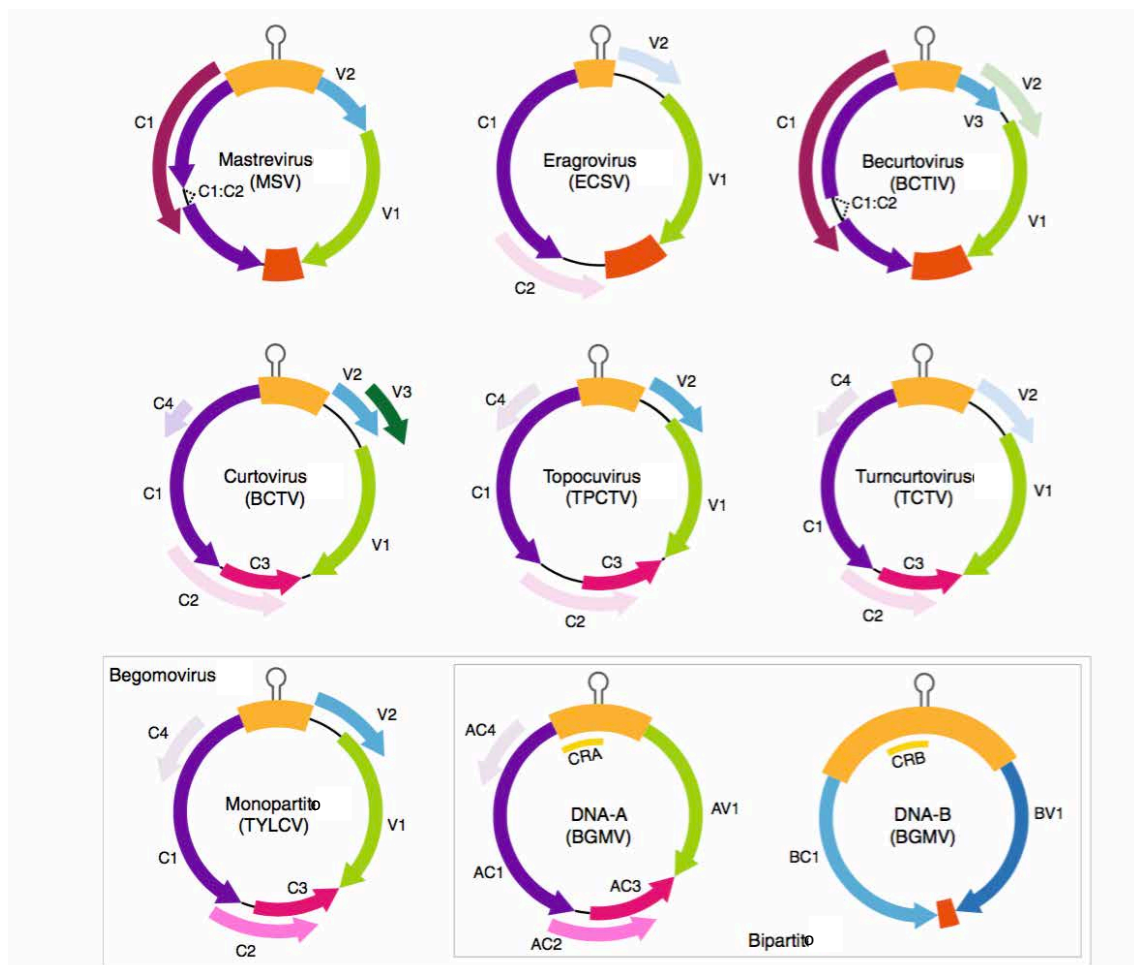 V2
C1
Mastrevirus
(MSV)
C1:C2
V1
V2
C1
Eragrovirus
(ECSV)
V1
C2
V2
V3
C1
Becurtovirus
(BCTIV)
C1:C2
V1
V2
V3
C4
Curtovirus
(BCTV)
C1
V1
C3
C2
V2
C4
Topocuvirus
(TPCTV)
C1
V1
C3
C2
C4
V2
Turncurtovirus
(TCTV)
V1
C1
C3
C2
Begomovirus
V2
C4
Monopartito
(TYLCV)
V1
C1
C3
C2
AC4
CRA
DNA-A
(BGMV)
AV1
AC1
AC3
AC2
CRB
DNA-B
(BGMV)
BV1
BC1
Bipartito